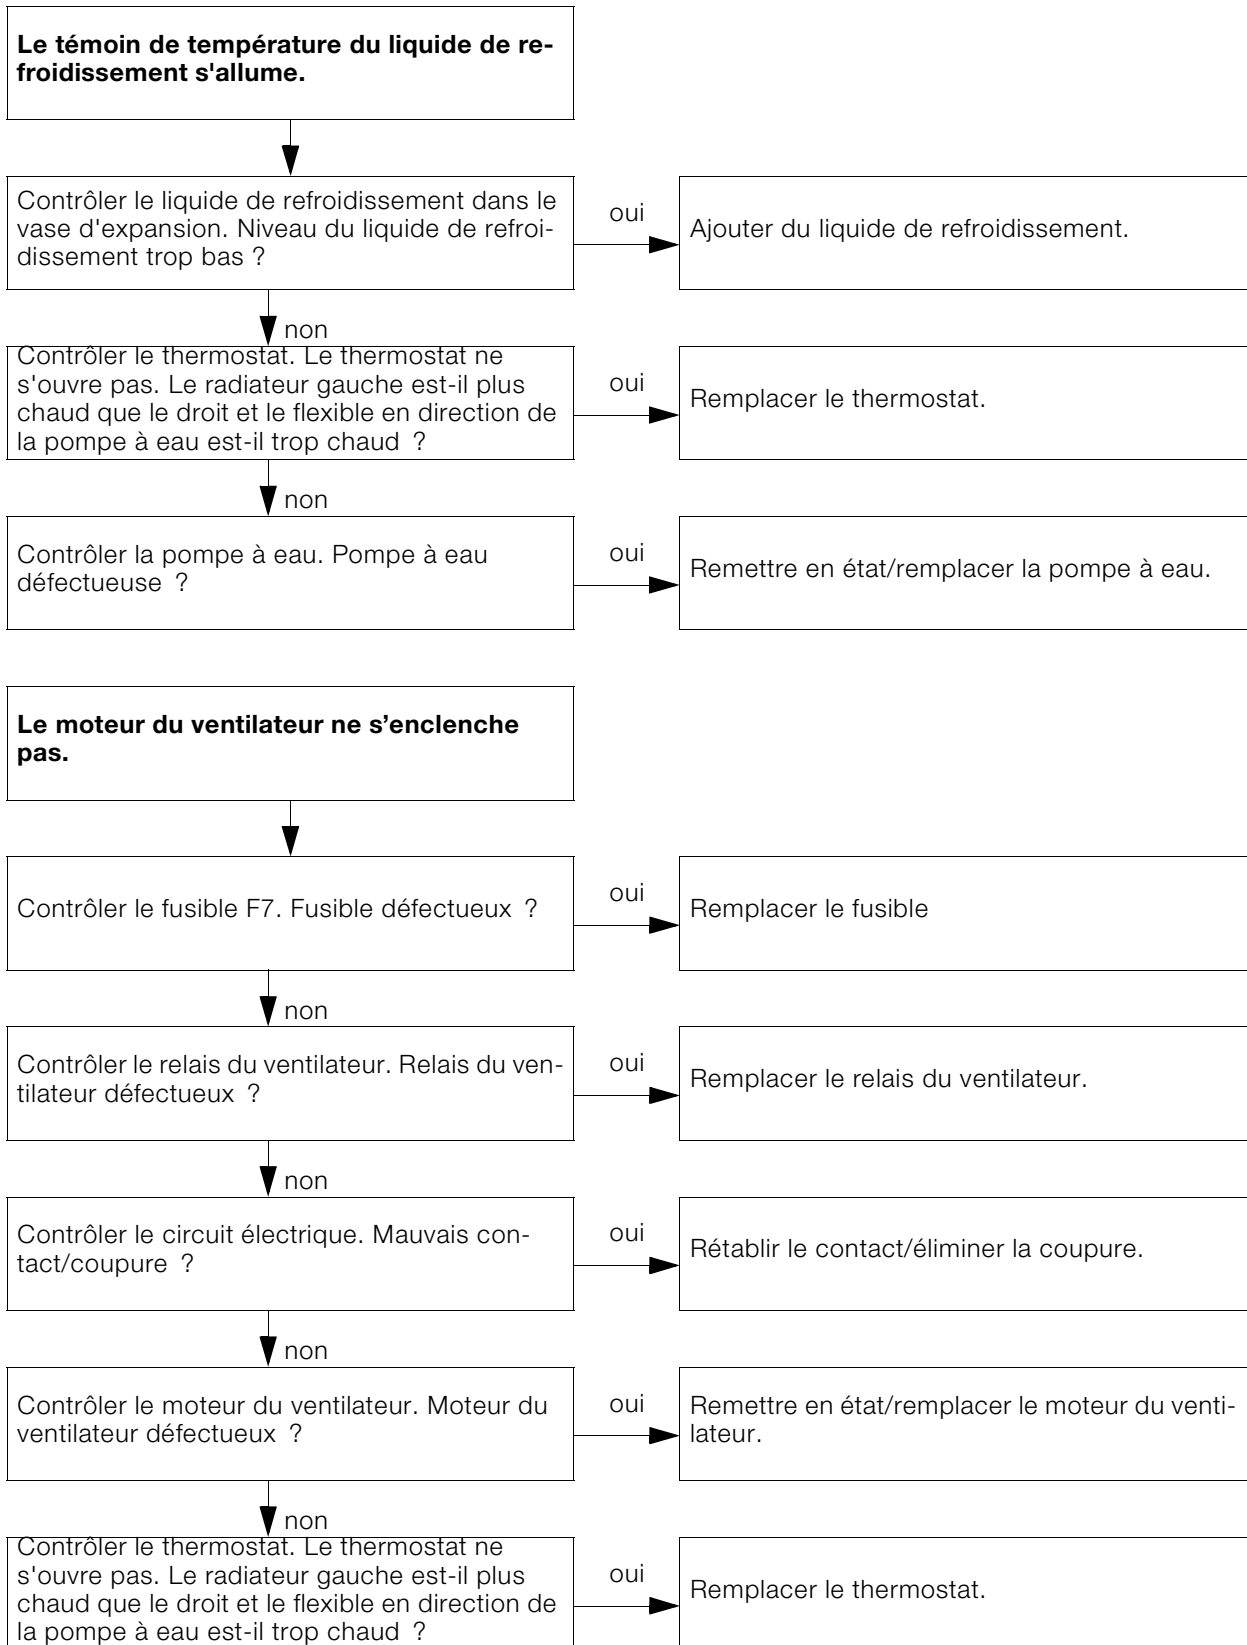 Le témoin de température du liquide de re-
froidissement s'allume.
Contrôler le liquide de refroidissement dans le
vase d'expansion. Niveau du liquide de refroi-
dissement trop bas ?
oui
Ajouter du liquide de refroidissement.
non
Contrôler le thermostat. Le thermostat ne
s'ouvre pas. Le radiateur gauche est-il plus
chaud que le droit et le flexible en direction de
la pompe à eau est-il trop chaud ?
oui
Remplacer le thermostat.
non
Contrôler la pompe à eau. Pompe à eau
défectueuse ?
oui
Remettre en état/remplacer la pompe à eau.
Le moteur du ventilateur ne s’enclenche
pas.
Contrôler le fusible F7. Fusible défectueux ?
oui
Remplacer le fusible
non
Contrôler le relais du ventilateur. Relais du ven-
tilateur défectueux ?
oui
Remplacer le relais du ventilateur.
non
Contrôler le circuit électrique. Mauvais con-
tact/coupure ?
oui
Rétablir le contact/éliminer la coupure.
non
Contrôler le moteur du ventilateur. Moteur du
ventilateur défectueux ?
oui
Remettre en état/remplacer le moteur du venti-
lateur.
non
Contrôler le thermostat. Le thermostat ne
s'ouvre pas. Le radiateur gauche est-il plus
chaud que le droit et le flexible en direction de
la pompe à eau est-il trop chaud ?
oui
Remplacer le thermostat.